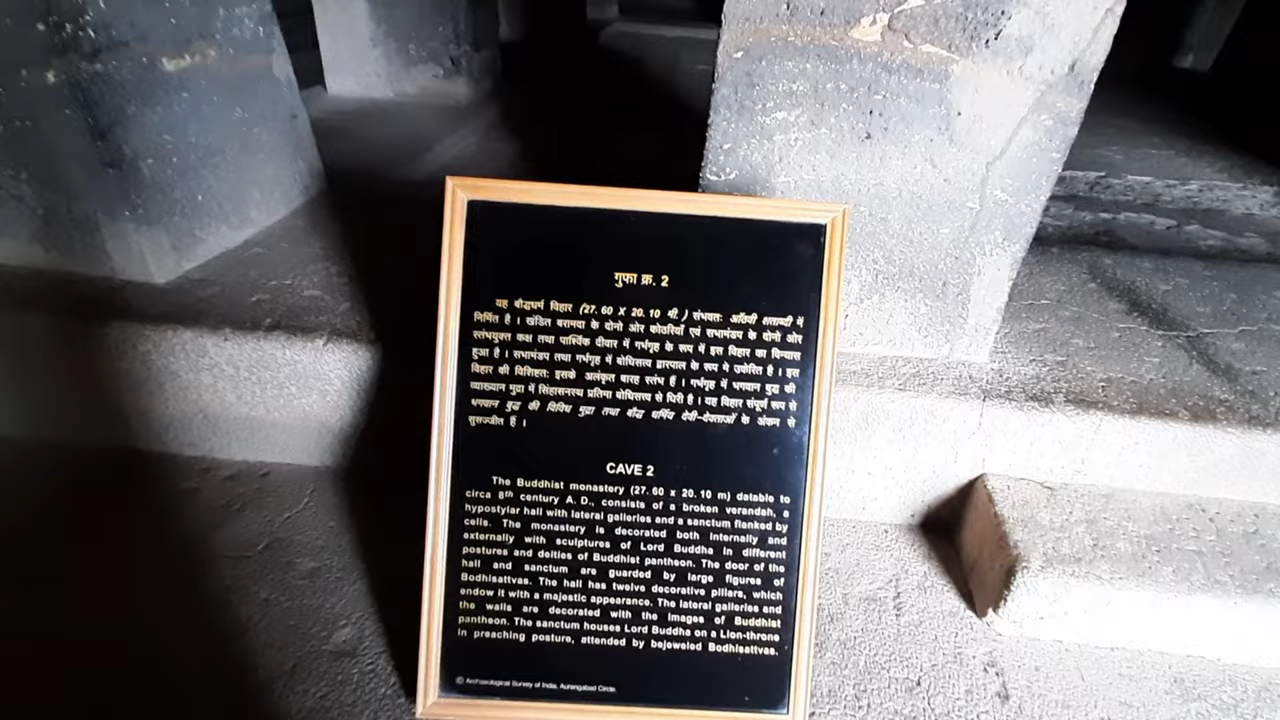 गुफा क्र. 2
यह बौद्धधर्म विहार (27. 60 X 20. 10 मी. ) संभवतः आँठवी शताब्दी में
निर्मित है । खंडित बरामदा के दोनो ओर कोठरियाँ एवं सभामंडप के दोनो ओर
स्तंभयुक्त कक्ष तथा पार्श्विक दीवार में गर्भगृह के रूप में इस विहार का विन्यास
हुआ है । सभामंडप तथा गर्भगृह में बोधिसत्व द्वारपाल के रूप मे उकेरित है । इस
विहार की विशिष्टतः इसके अलंकृत बारह स्तंभ हैं । गर्भगृह में भगवान बुद्ध की
व्याख्यान मुद्रा में सिंहासनस्थ प्रतिमा बोधिसत्त्व से घिरी है । यह विहार संपूर्ण रूप से
भगवान बुद्ध की विविध मुद्रा तथा बौद्ध धर्मिय देवी-देवताओं के अंकन से
सुसज्जीत हैं ।
CAVE 2
The Buddhist monastery (27. 60 x 20. 10 m) datable to
circa 8th century A. D., consists of a broken verandah, a
hypostylar hall with lateral galleries and a sanctum flanked by
cells. The monastery is decorated both internally and
externally with sculptures of Lord Buddha in different
postures and deities of Buddhist pantheon. The door of the
hall and sanctum are guarded by large figures of
Bodhisattvas. The hall has twelve decorative pillars, which
endow it with a majestic appearance. The lateral galleries and
the walls are decorated with the images of Buddhist
pantheon. The sanctum houses Lord Buddha on a Lion-throne
in preaching posture, attended by bejeweled Bodhisattvas.
© Archaeological Survey of India, Aurangabad Circle.